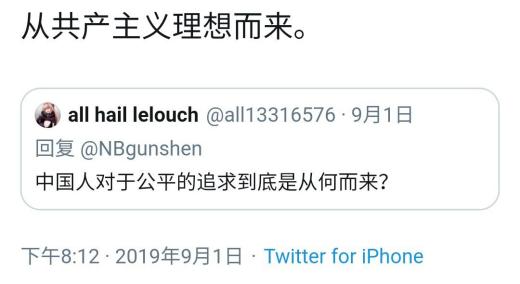 从共产主义理想而来。
all hail lelouch @all13316576 · 9月1日
回复 @NBgunshen
中国人对于公平的追求到底是从何而来？
下午8:12 · 2019年9月1日 · Twitter for iPhone